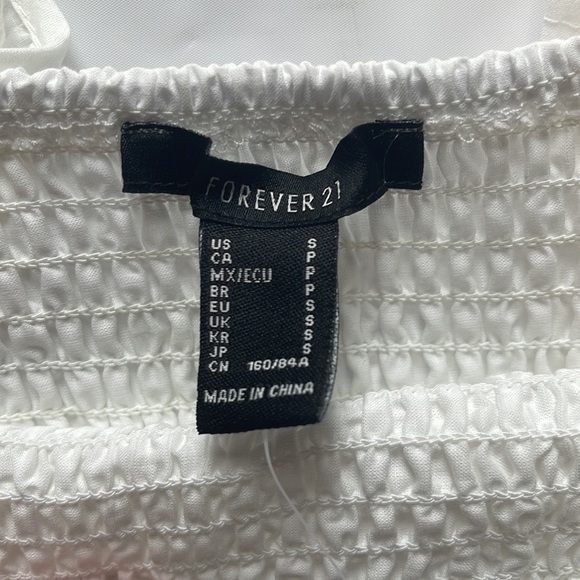 FOREVER 21
US S
CA P
MX/ECU P
BR P
EU S
UK S
KR S
JP S
CN 160/84A
MADE IN CHINA